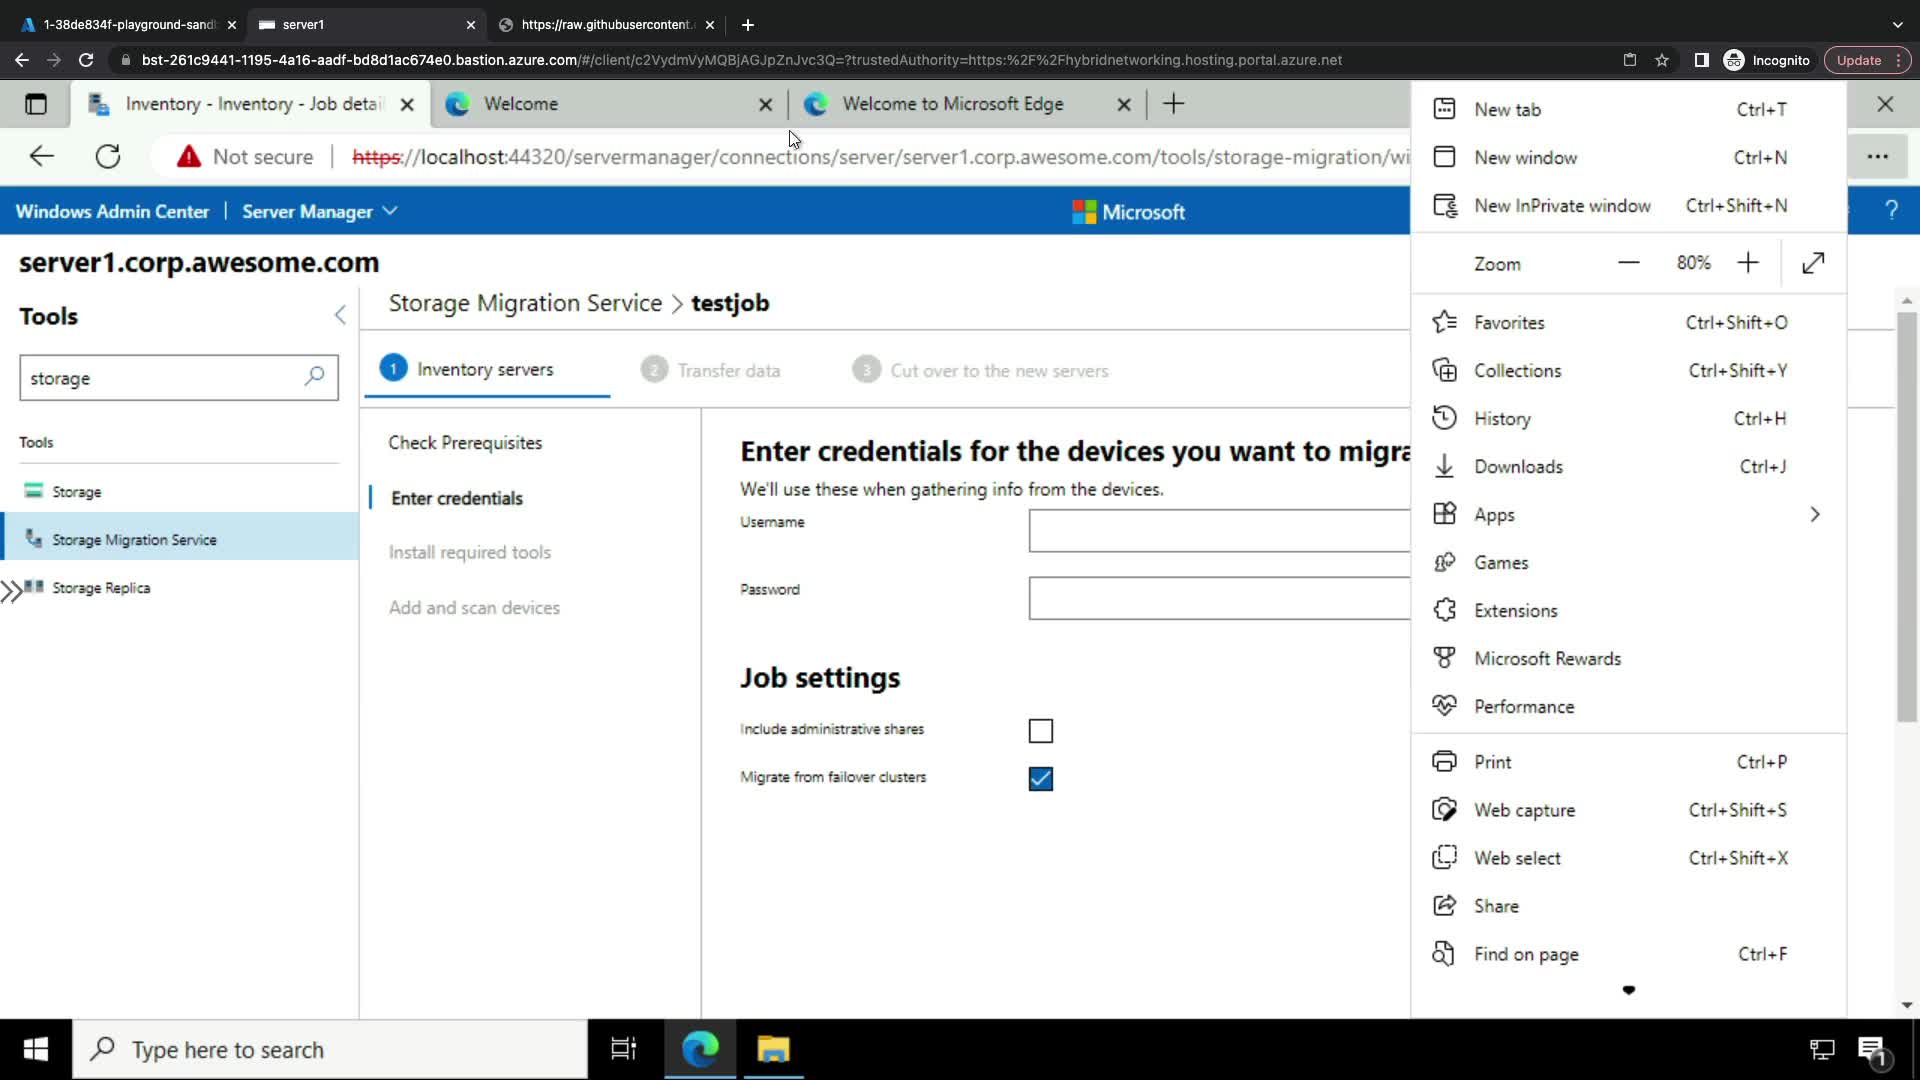 1-38de834f-playground-sand
server1
https://raw.githubusercontent.
bst-261c9441-1195-4a16-aadf-bd8d1ac674e0.bastion.azure.com/#/client/c2VydmVyMQBjAGJpZnJvc3Q=?trustedAuthority=https:%2F%2Fhybridnetworking.hosting.portal.azure.net
Incognito
Update
Inventory - Inventory - Job detail
Welcome
Welcome to Microsoft Edge
Not secure
https://localhost:44320/servermanager/connections/server/server1.corp.awesome.com/tools/storage-migration/wi
Windows Admin Center
Server Manager
Microsoft
?
server1.corp.awesome.com
Tools
storage
Tools
Storage
Storage Migration Service
Storage Replica
Storage Migration Service > testjob
1 Inventory servers
2 Transfer data
3 Cut over to the new servers
Check Prerequisites
Enter credentials
Install required tools
Add and scan devices
Enter credentials for the devices you want to migra
We'll use these when gathering info from the devices.
Username
Password
Job settings
Include administrative shares
Migrate from failover clusters
New tab Ctrl+T
New window Ctrl+N
New InPrivate window Ctrl+Shift+N
Zoom 80%
Favorites Ctrl+Shift+O
Collections Ctrl+Shift+Y
History Ctrl+H
Downloads Ctrl+J
Apps
Games
Extensions
Microsoft Rewards
Performance
Print Ctrl+P
Web capture Ctrl+Shift+S
Web select Ctrl+Shift+X
Share
Find on page Ctrl+F
Type here to search
1